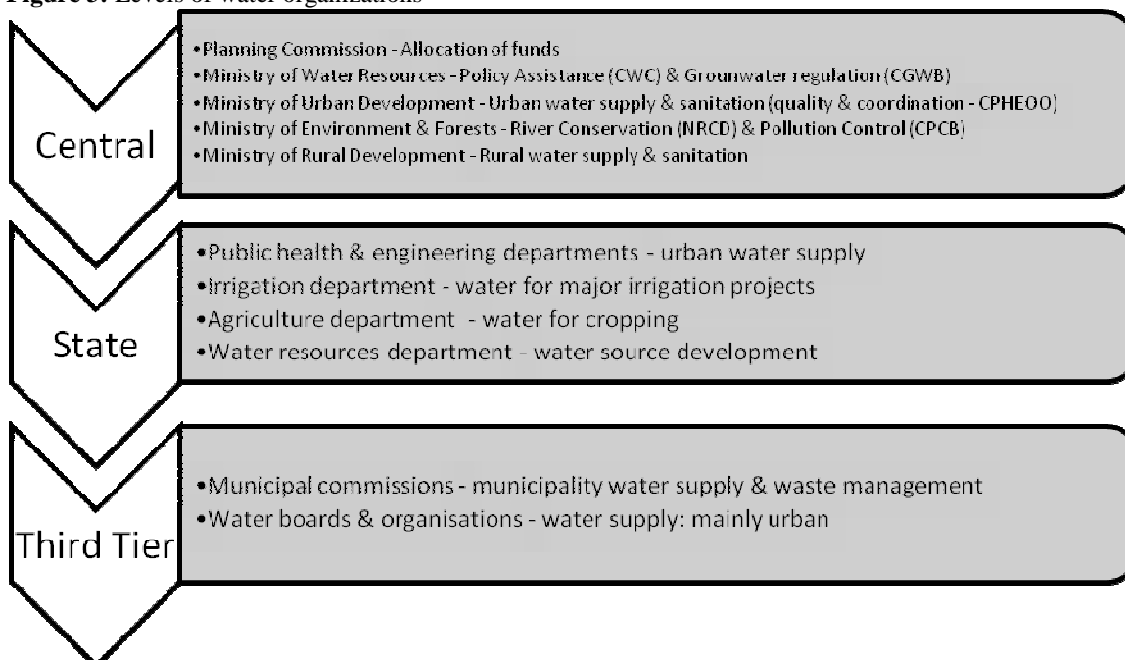 Figure 3: Levels of water organizations
Central
•Planning Commission - Allocation of funds
•Ministry of Water Resources - Policy Assistance (CWC) & Grounwater regulation (CGWB)
•Ministry of Urban Development - Urban water supply & sanitation (quality & coordination - CPHEOO)
•Ministry of Environment & Forests - River Conservation (NRCD) & Pollution Control (CPCB)
•Ministry of Rural Development - Rural water supply & sanitation
State
•Public health & engineering departments - urban water supply
•Irrigation department - water for major irrigation projects
•Agriculture department - water for cropping
•Water resources department - water source development
Third Tier
•Municipal commissions - municipality water supply & waste management
•Water boards & organisations - water supply: mainly urban